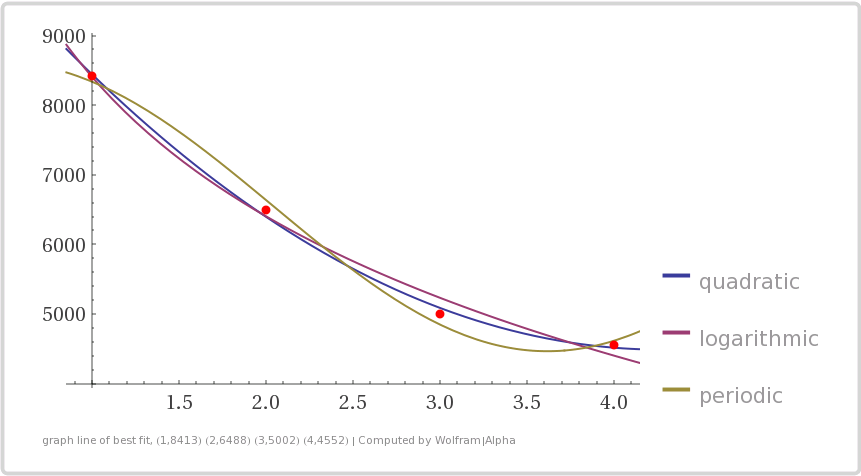 9000
8000
7000
6000
5000
1.5 2.0 2.5 3.0 3.5 4.0
quadratic
logarithmic
periodic
graph line of best fit, (1,8413) (2,6488) (3,5002) (4,4552) | Computed by Wolfram|Alpha